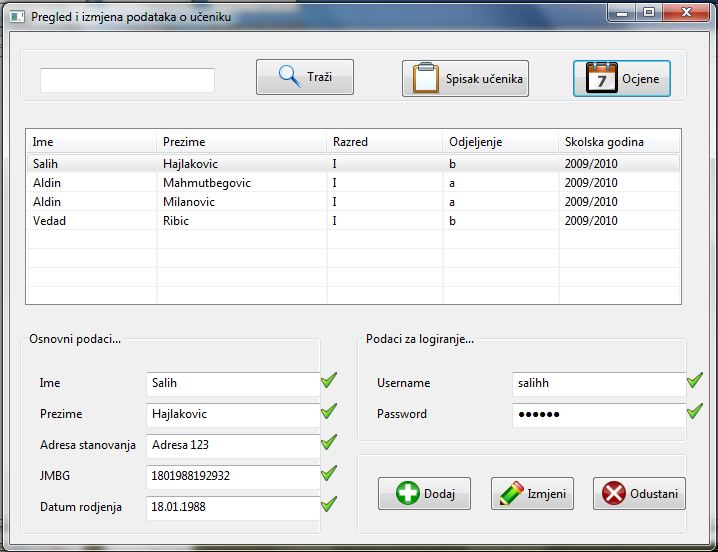 Pregled i izmjena podataka o učeniku
Traži
Spisak učenika
7
Ocjene
Ime Prezime Razred Odjeljenje Skolska godina
Salih Hajlakovic I b 2009/2010
Aldin Mahmutbegovic I a 2009/2010
Aldin Milanovic I a 2009/2010
Vedad Ribic I b 2009/2010
Osnovni podaci...
Ime Salih
Prezime Hajlakovic
Adresa stanovanja Adresa 123
JMBG 1801988192932
Datum rodjenja 18.01.1988
Podaci za logiranje...
Username salihh
Password ●●●●●●
Dodaj
Izmjeni
Odustani